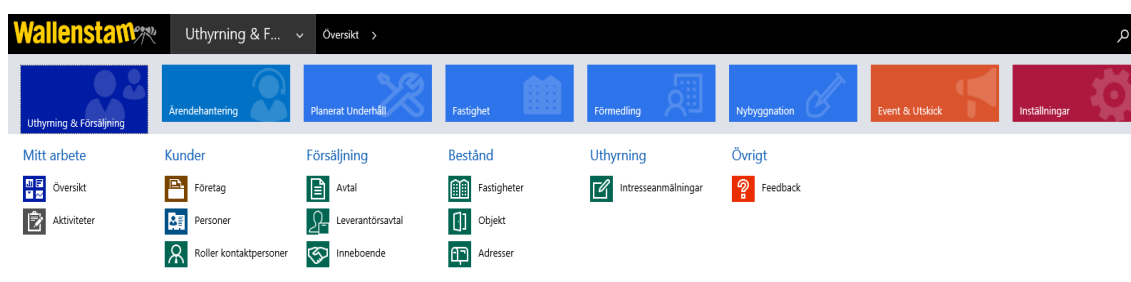 Wallenstam
Uthyrning & F...
Översikt
Uthyrning & Försäljning
Ärendehantering
Planerat Underhåll
Fastighet
Förmedling
Nybyggnation
Event & Utskick
Inställningar
Mitt arbete
Översikt
Aktiviteter
Kunder
Företag
Personer
Roller kontaktpersoner
Försäljning
Avtal
Leverantörsavtal
Inneboende
Bestånd
Fastigheter
Objekt
Adresser
Uthyrning
Intresseanmälningar
Övrigt
Feedback